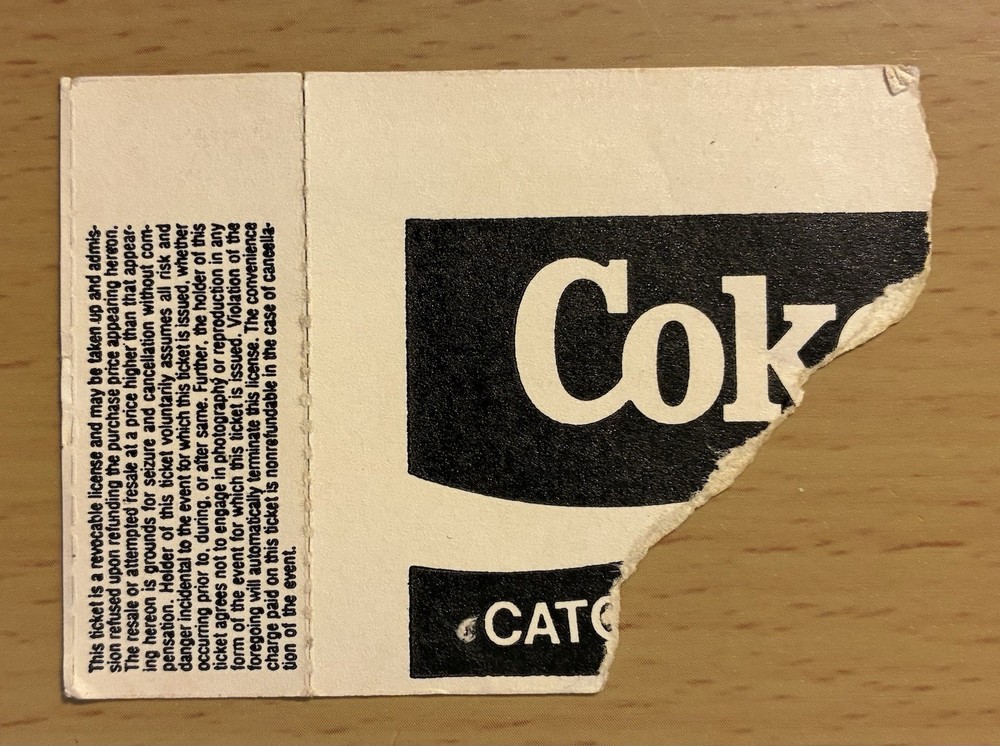 This ticket is a revocable license and may be taken up and admis-
sion refused upon refunding the purchase price appearing hereon.
The resale or attempted resale at a price higher than that appear-
ing hereon is grounds for seizure and cancellation without com-
pensation. Holder of this ticket voluntarily assumes all risk and
danger incidental to the event for which this ticket is issued, whether
occurring prior to, during, or after same. Further, the holder of this
ticket agrees not to engage in photography or reproduction in any
form of the event for which this ticket is issued. Violation of the
foregoing will automatically terminate this license. The convenience
charge paid on this ticket is nonrefundable in the case of cancella-
tion of the event.
Coke
CATC